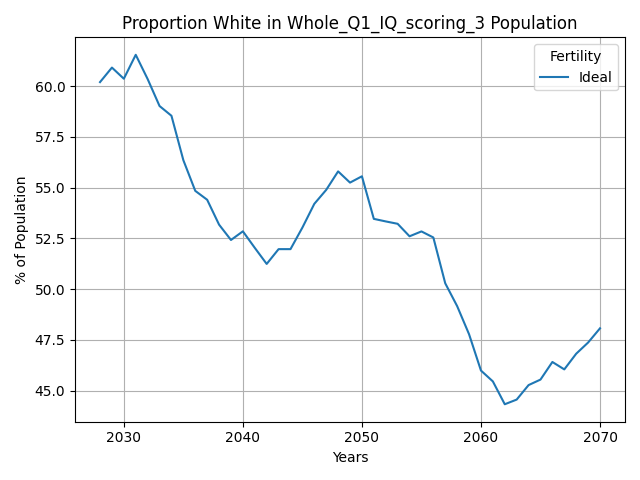 Proportion White in Whole_Q1_IQ_scoring_3 Population
Fertility
Ideal
% of Population
60.0
57.5
55.0
52.5
50.0
47.5
45.0
2030 2040 2050 2060 2070
Years